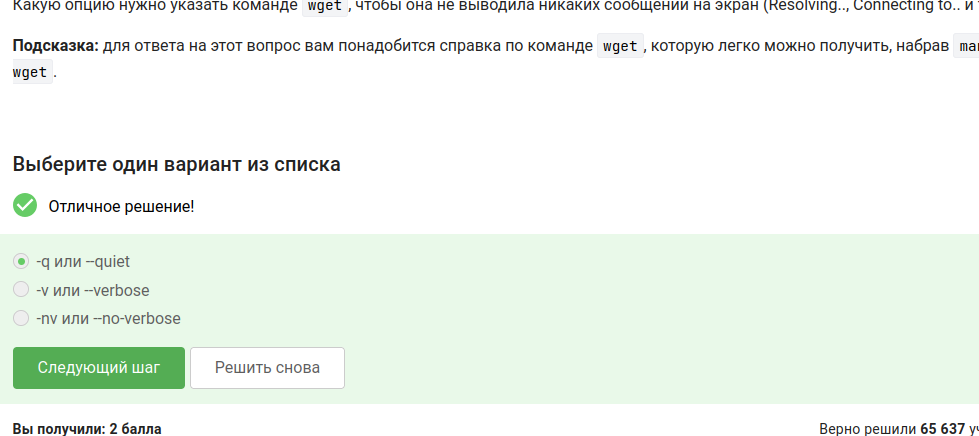 Какую опцию нужно указать команде wget, чтобы она не выводила никаких сообщений на экран (Resolving.., Connecting to.. и
Подсказка: для ответа на этот вопрос вам понадобится справка по команде wget, которую легко можно получить, набрав
wget.
Выберите один вариант из списка
Отличное решение!
-q или --quiet
-v или --verbose
-nv или --no-verbose
Следующий шаг
Решить снова
Вы получили: 2 балла
Верно решили 65 637